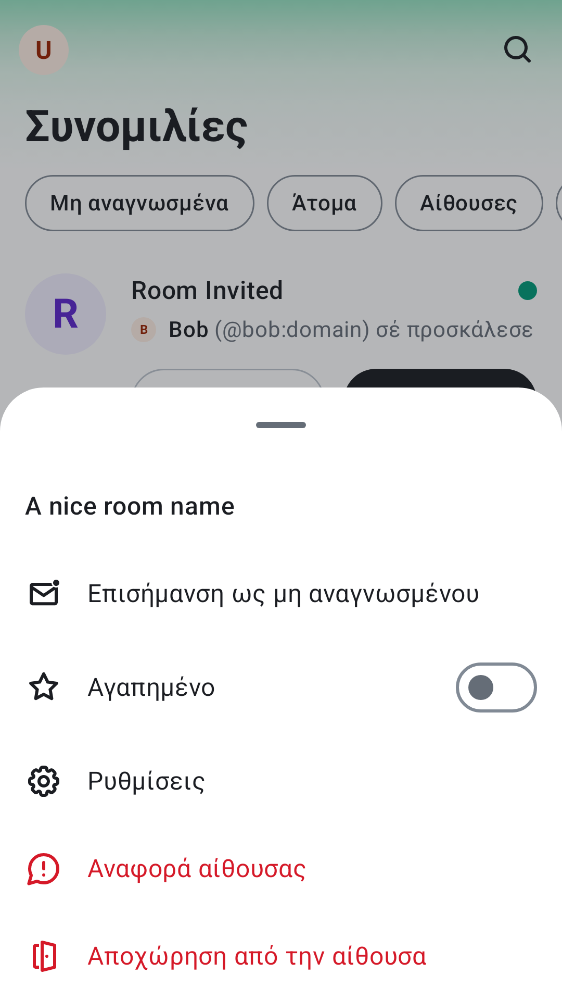 U
Συνομιλίες
Μη αναγνωσμένα
Άτομα
Αίθουσες
R
Room Invited
B Bob (@bob:domain) σέ προσκάλεσε
A nice room name
Επισήμανση ως μη αναγνωσμένου
Αγαπημένο
Ρυθμίσεις
Αναφορά αίθουσας
Αποχώρηση από την αίθουσα